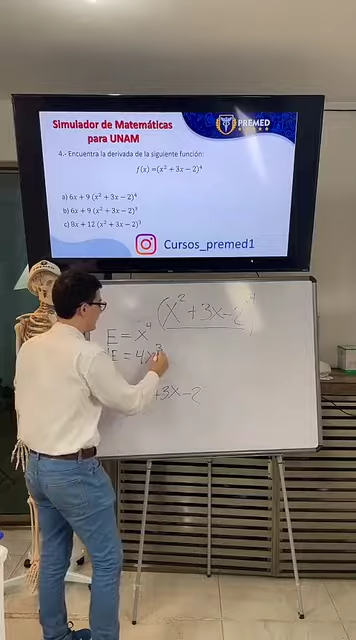 Simulador de Matemáticas
para UNAM
PREMED
4.- Encuentra la derivada de la siguiente función:
f(x) =(x² + 3x - 2)⁴
a) 6x + 9 (x² + 3x - 2)⁴
b) 6x + 9 (x² + 3x - 2)³
c) 8x + 12 (x² + 3x - 2)³
Cursos_premed1
(x² + 3x - 2)⁴
E = x⁴
E = 4x³
+3x - 2